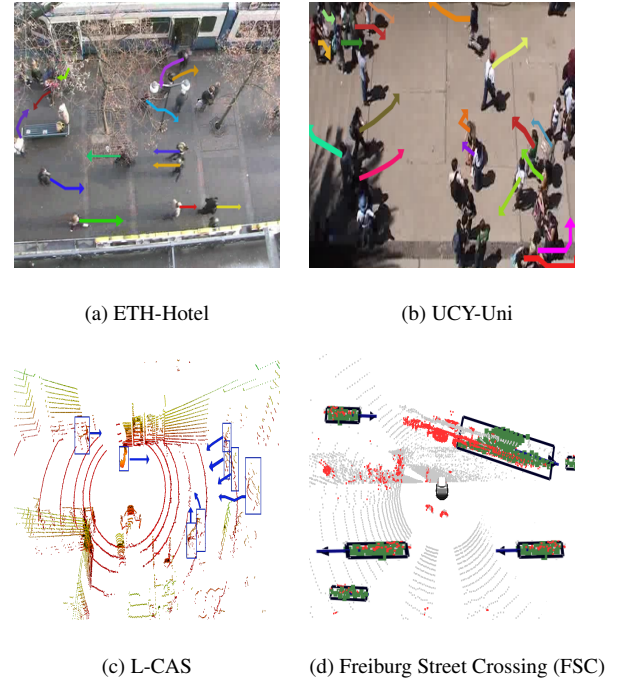 (a) ETH-Hotel
(b) UCY-Uni
(c) L-CAS
(d) Freiburg Street Crossing (FSC)